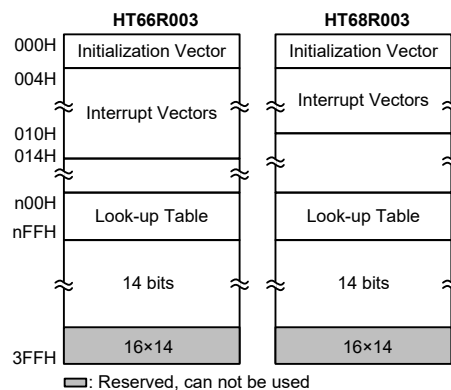 HT66R003 HT68R003
000H Initialization Vector Initialization Vector
004H
Interrupt Vectors Interrupt Vectors
010H
014H
n00H
Look-up Table Look-up Table
nFFH
14 bits 14 bits
16×14 16×14
3FFH
: Reserved, can not be used